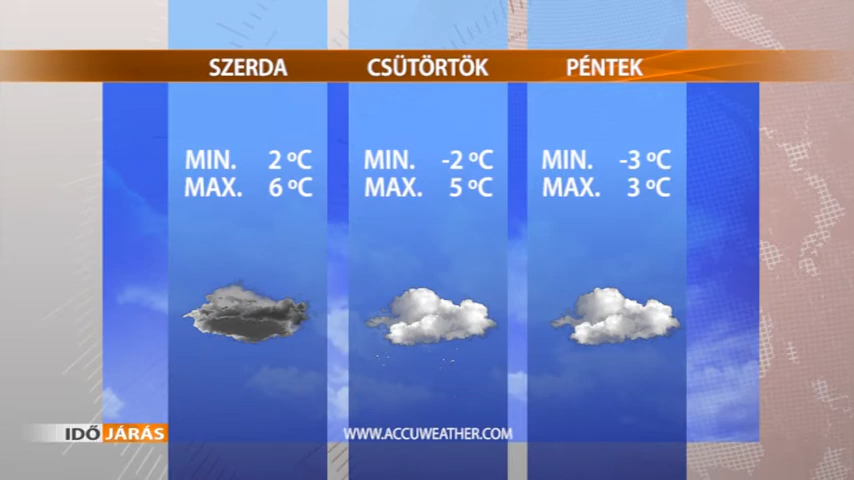 SZERDA CSÜTÖRTÖK PÉNTEK
MIN. 2 ºC MIN. -2 ºC MIN. -3 ºC
MAX. 6 ºC MAX. 5 ºC MAX. 3 ºC
IDŐJÁRÁS WWW.ACCUWEATHER.COM